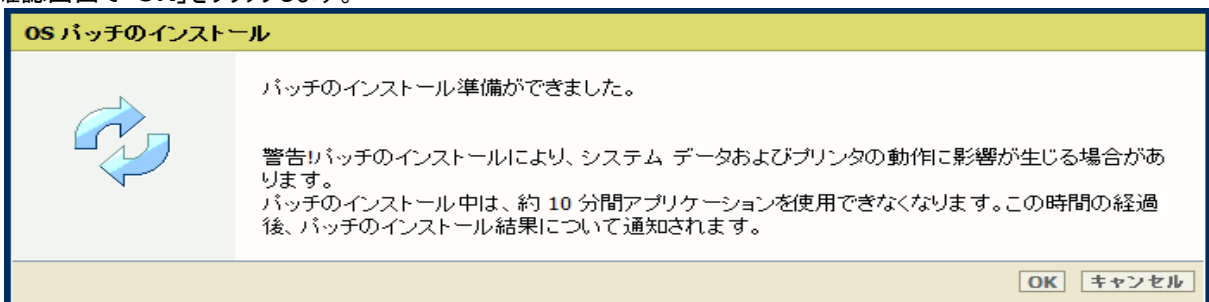 OS パッチのインストール
パッチのインストール準備ができました。
警告!パッチのインストールにより、システム データおよびプリンタの動作に影響が生じる場合があ
ります。
パッチのインストール中は、約 10 分間アプリケーションを使用できなくなります。この時間の経過
後、パッチのインストール結果について通知されます。
OK キャンセル